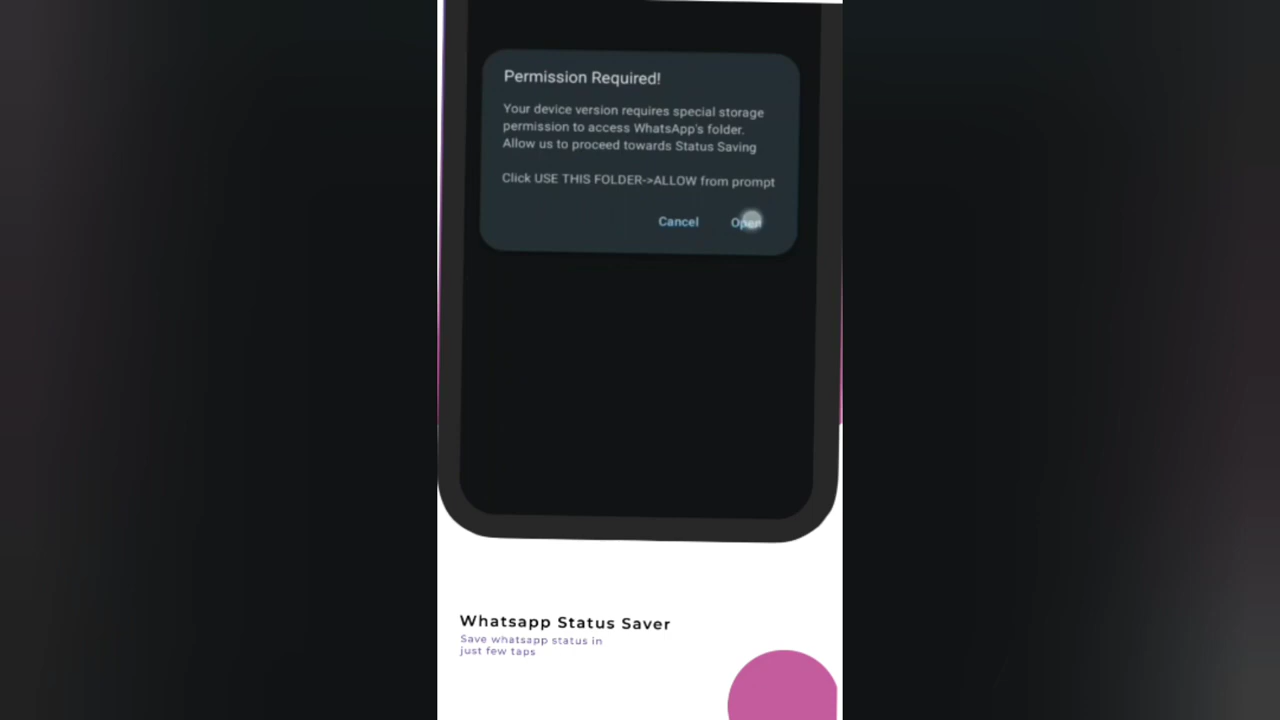 Permission Required!
Your device version requires special storage
permission to access WhatsApp's folder.
Allow us to proceed towards Status Saving
Click USE THIS FOLDER->ALLOW from prompt
Cancel
Open
Whatsapp Status Saver
Save whatsapp status in
just few taps